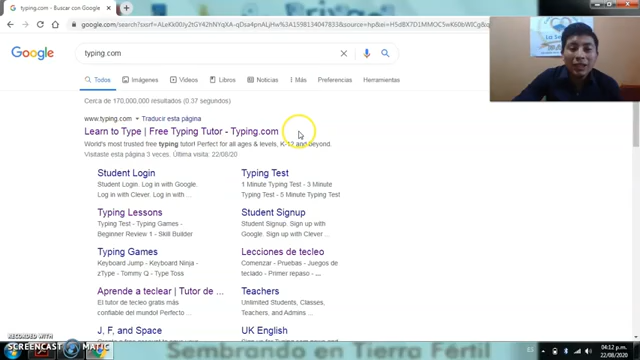 typing.com - Buscar con Google
google.com/search?
Google
typing.com
Todos Imágenes Videos Libros Noticias Más Preferencias Herramientas
Cerca de 170,000,000 resultados (0.37 segundos)
www.typing.com Traducir esta página
Learn to Type | Free Typing Tutor - Typing.com
World's most trusted free typing tutor! Perfect for all ages & levels, K-12 and beyond.
Visitaste esta página 3 veces. Última visita: 22/08/20
Student Login
Student Login. Log in with Google.
Log in with Clever. Log in with ...
Typing Test
1 Minute Typing Test - 3 Minute
Typing Test - 5 Minute Typing Test
Typing Lessons
Typing Test - Typing Games -
Beginner Review 1 - Skill Builder
Student Signup
Student Signup. Sign up with
Google. Sign up with Clever ...
Typing Games
Keyboard Jump - Keyboard Ninja -
zType - Tommy Q - Type Toss
Lecciones de tecleo
Comenzar - Pruebas - Juegos de
tecleado - Primer repaso - ...
Aprende a teclear | Tutor de ...
El tutor de tecleo gratis más
confiable del mundo! Perfecto ...
Teachers
Unlimited Students, Classes,
Teachers, and Admins. ...
J, F, and Space
UK English
RECORDED WITH
SCREENCAST MATIC
ES
04:12 p.m.
22/08/2020
Sembrando en Tierra Fértil